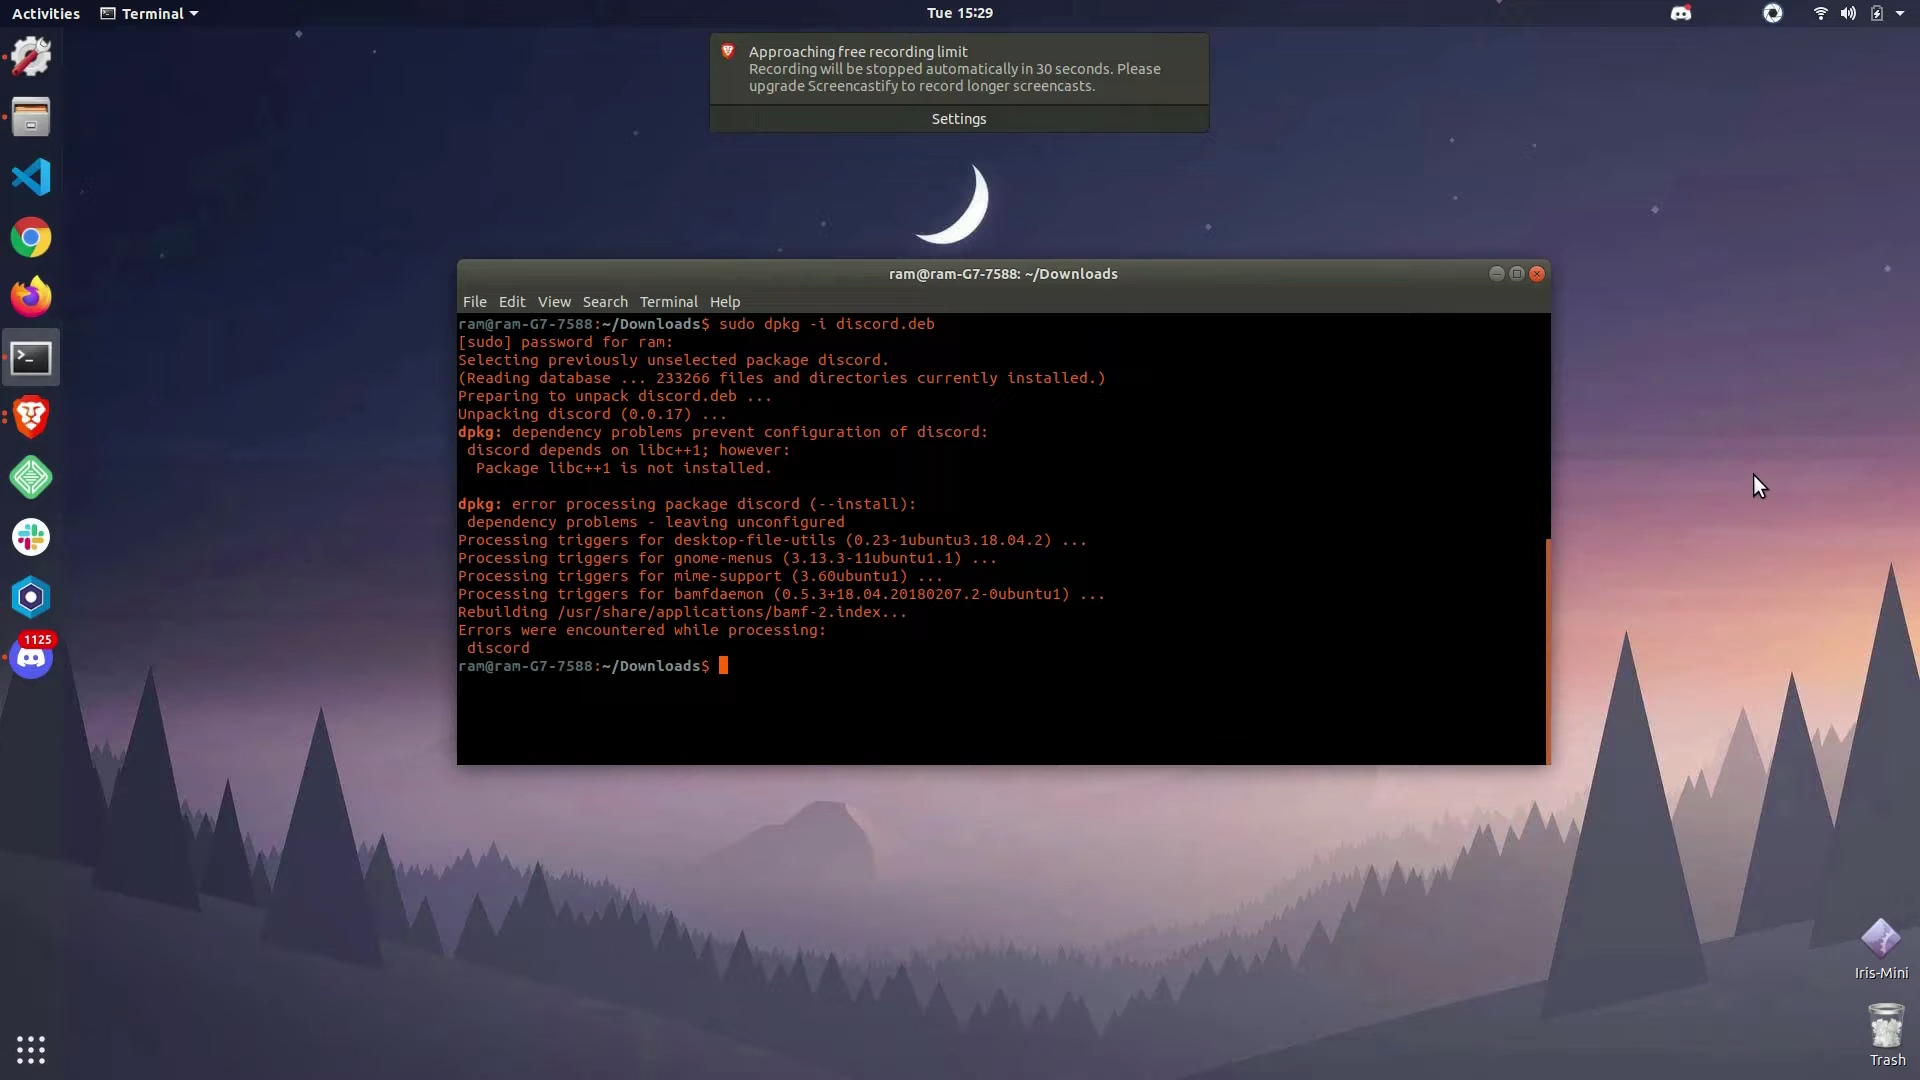 Activities Terminal Tue 15:29
Approaching free recording limit
Recording will be stopped automatically in 30 seconds. Please
upgrade Screencastify to record longer screencasts.
Settings
ram@ram-G7-7588: ~/Downloads
File Edit View Search Terminal Help
ram@ram-G7-7588:~/Downloads$ sudo dpkg -i discord.deb
[sudo] password for ram:
Selecting previously unselected package discord.
(Reading database ... 233266 files and directories currently installed.)
Preparing to unpack discord.deb ...
Unpacking discord (0.0.17) ...
dpkg: dependency problems prevent configuration of discord:
 discord depends on libc++1; however:
  Package libc++1 is not installed.

dpkg: error processing package discord (--install):
 dependency problems - leaving unconfigured
Processing triggers for desktop-file-utils (0.23-1ubuntu3.18.04.2) ...
Processing triggers for gnome-menus (3.13.3-11ubuntu1.1) ...
Processing triggers for mime-support (3.60ubuntu1) ...
Processing triggers for bamfdaemon (0.5.3+18.04.20180207.2-0ubuntu1) ...
Rebuilding /usr/share/applications/bamf-2.index...
Errors were encountered while processing:
 discord
ram@ram-G7-7588:~/Downloads$
1125
Iris-Mini
Trash